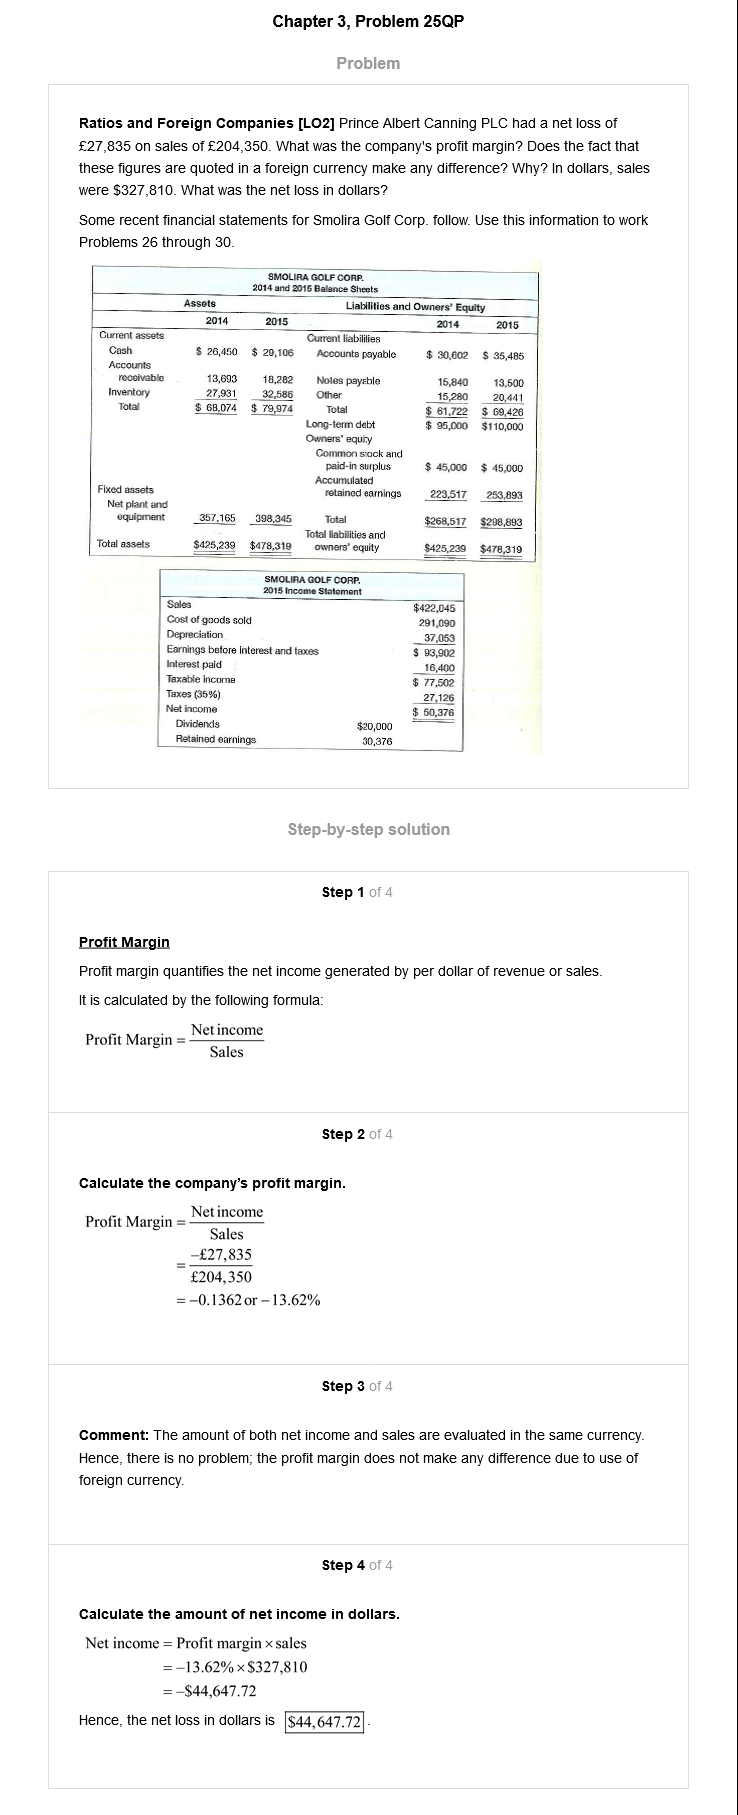 Chapter 3, Problem 25QP
Problem
Ratios and Foreign Companies [LO2] Prince Albert Canning PLC had a net loss of
£27,835 on sales of £204,350. What was the company's profit margin? Does the fact that
these figures are quoted in a foreign currency make any difference? Why? In dollars, sales
were $327,810. What was the net loss in dollars?
Some recent financial statements for Smolira Golf Corp. follow. Use this information to work
Problems 26 through 30.
SMOLIRA GOLF CORP.
2014 and 2015 Balance Sheets
Assets Liabilities and Owners' Equity
2014 2015 2014 2015
Current assets Current liabilities
Cash $ 26,450 $ 29,106 Accounts payable $ 30,602 $ 35,485
Accounts
receivable 13,693 18,282 Notes payable 15,840 13,500
Inventory 27,931 32,586 Other 15,280 20,441
Total $ 68,074 $ 79,974 Total $ 61,722 $ 69,426
Long-term debt $ 95,000 $110,000
Owners' equity
Common stock and
paid-in surplus $ 45,000 $ 45,000
Accumulated
Fixed assets retained earnings 223,517 253,893
Net plant and
equipment 357,165 398,345 Total $268,517 $298,893
Total liabilities and
Total assets $425,239 $478,319 owners' equity $425,239 $478,319
SMOLIRA GOLF CORP.
2015 Income Statement
Sales $422,045
Cost of goods sold 291,090
Depreciation 37,053
Earnings before interest and taxes $ 93,902
Interest paid 16,400
Taxable income $ 77,502
Taxes (35%) 27,126
Net income $ 50,376
Dividends $20,000
Retained earnings 30,376
Step-by-step solution
Step 1 of 4
Profit Margin
Profit margin quantifies the net income generated by per dollar of revenue or sales.
It is calculated by the following formula:
Profit Margin = Net income
Sales
Step 2 of 4
Calculate the company's profit margin.
Profit Margin = Net income
Sales
= –£27,835
£204,350
= –0.1362 or –13.62%
Step 3 of 4
Comment: The amount of both net income and sales are evaluated in the same currency.
Hence, there is no problem; the profit margin does not make any difference due to use of
foreign currency.
Step 4 of 4
Calculate the amount of net income in dollars.
Net income = Profit margin × sales
= –13.62% × $327,810
= –$44,647.72
Hence, the net loss in dollars is $44,647.72 .